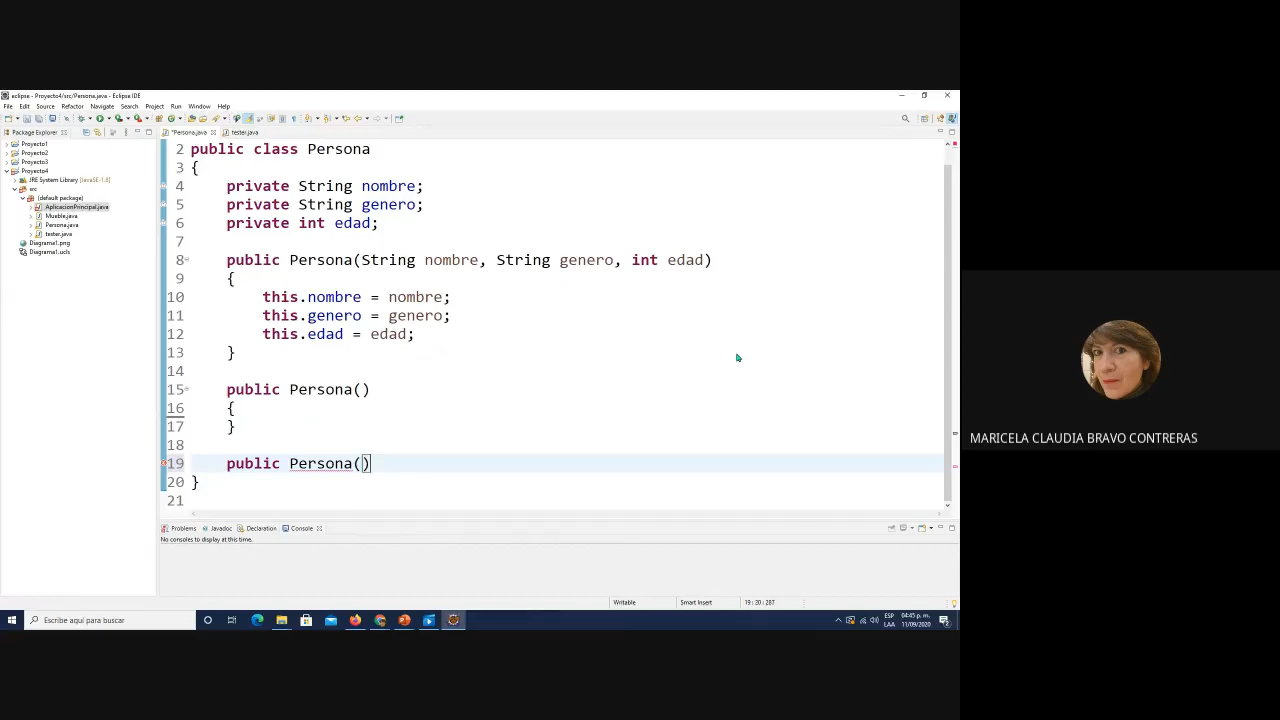 eclipse - Proyecto4/src/Persona.java - Eclipse IDE
File Edit Source Refactor Navigate Search Project Run Window Help
Package Explorer
*Persona.java tester.java
Proyecto1
Proyecto2
Proyecto3
Proyecto4
JRE System Library [JavaSE-1.8]
src
(default package)
AplicacionPrincipal.java
Mueble.java
Persona.java
tester.java
Diagrama1.png
Diagrama1.ucls
2 public class Persona
3 {
4 private String nombre;
5 private String genero;
6 private int edad;
7
8 public Persona(String nombre, String genero, int edad)
9 {
10 this.nombre = nombre;
11 this.genero = genero;
12 this.edad = edad;
13 }
14
15 public Persona()
16 {
17 }
18
19 public Persona()
20 }
21
Problems Javadoc Declaration Console
No consoles to display at this time.
Writable Smart Insert 19 : 20 : 287
Escribe aquí para buscar
ESP 04:45 p. m.
LAA 11/09/2020
MARICELA CLAUDIA BRAVO CONTRERAS